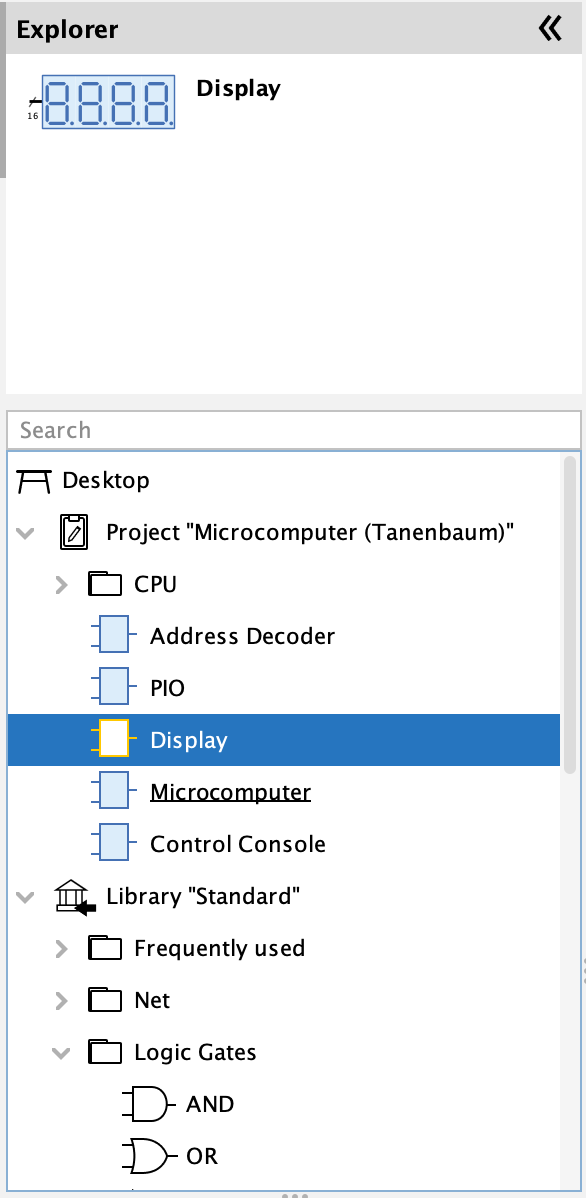 Explorer
Display
16
Search
Desktop
Project "Microcomputer (Tanenbaum)"
CPU
Address Decoder
PIO
Display
Microcomputer
Control Console
Library "Standard"
Frequently used
Net
Logic Gates
AND
OR